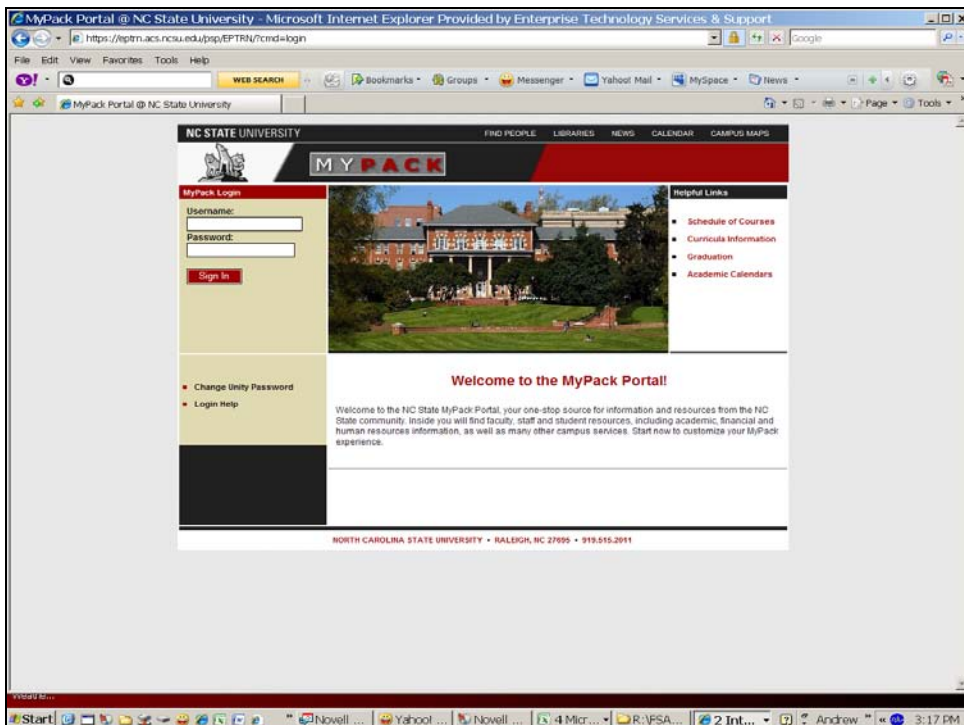 MyPack Portal @ NC State University - Microsoft Internet Explorer Provided by Enterprise Technology Services & Support
https://eptrn.acs.ncsu.edu/psp/EPTRN/?cmd=login
Google
File Edit View Favorites Tools Help
Y! WEB SEARCH Bookmarks Groups Messenger Yahoo! Mail MySpace News
MyPack Portal @ NC State University Page Tools
NC STATE UNIVERSITY FIND PEOPLE LIBRARIES NEWS CALENDAR CAMPUS MAPS
MYPACK
MyPack Login
Username:
Password:
Sign In
Helpful Links
Schedule of Courses
Curricula Information
Graduation
Academic Calendars
Change Unity Password
Login Help
Welcome to the MyPack Portal!
Welcome to the NC State MyPack Portal, your one-stop source for information and resources from the NC
State community. Inside you will find faculty, staff and student resources, including academic, financial and
human resources information, as well as many other campus services. Start now to customize your MyPack
experience.
NORTH CAROLINA STATE UNIVERSITY • RALEIGH, NC 27695 • 919.515.2011
Start Novell ... Yahoo! ... Novell ... 4 Micr... R:\FSA... 2 Int... Andrew 3:17 PM